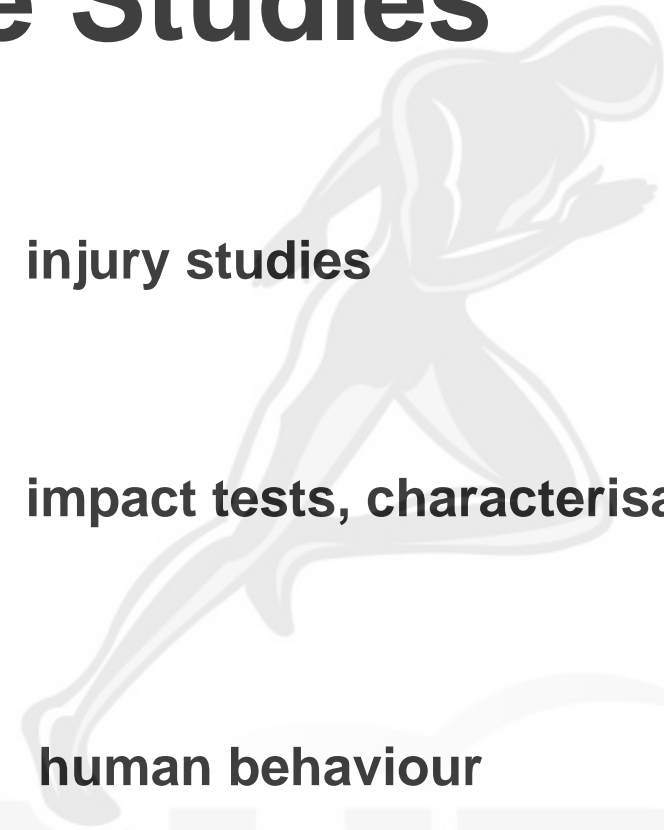 e Studies
injury studies
impact tests, characterisa
human behaviour